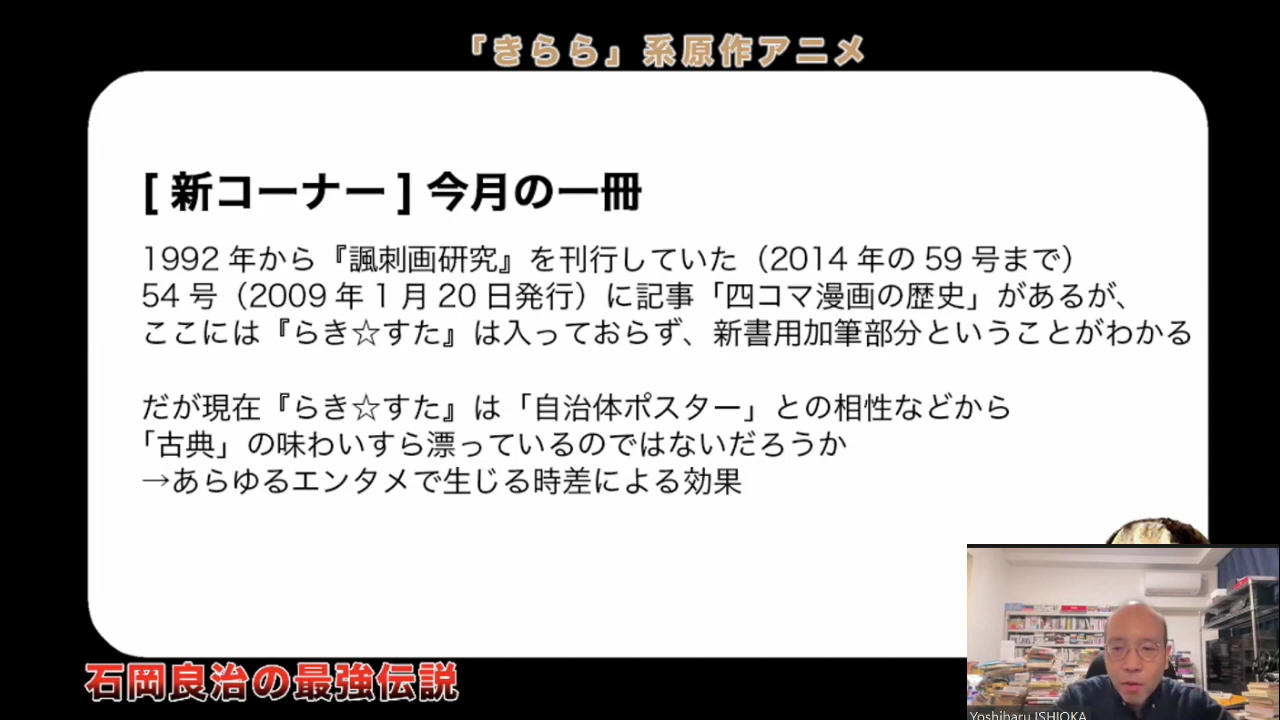 「きらら」系原作アニメ
[ 新コーナー ] 今月の一冊
1992 年から『諷刺画研究』を刊行していた（2014 年の 59 号まで）
54 号（2009 年 1 月 20 日発行）に記事「四コマ漫画の歴史」があるが、
ここには『らき☆すた』は入っておらず、新書用加筆部分ということがわかる
だが現在『らき☆すた』は「自治体ポスター」との相性などから
「古典」の味わいすら漂っているのではないだろうか
→あらゆるエンタメで生じる時差による効果
石岡良治の最強伝説
Yoshiharu ISHIOKA